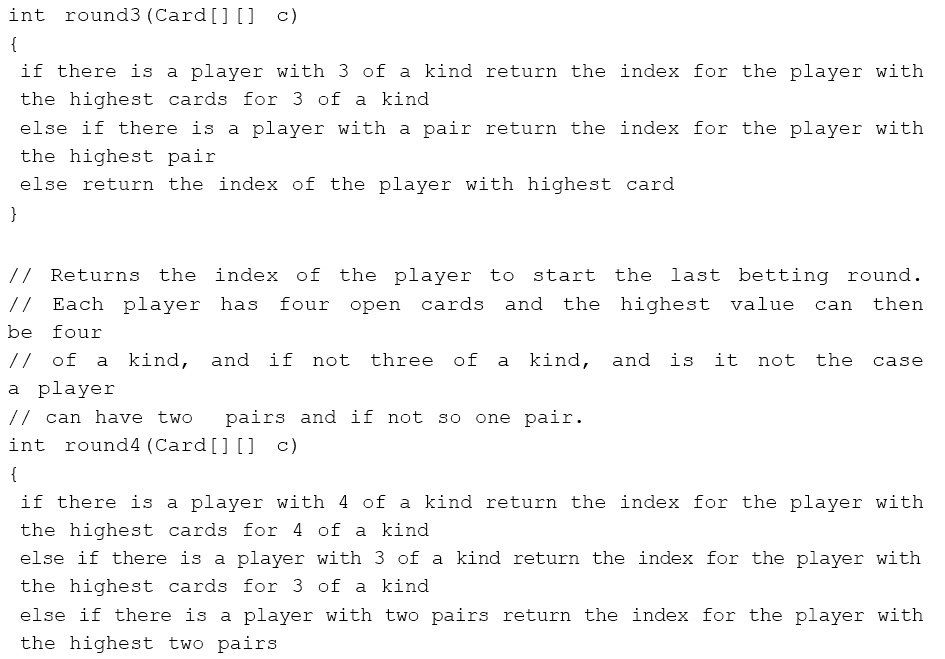 int round3(Card[][] c)
{
if there is a player with 3 of a kind return the index for the player with
the highest cards for 3 of a kind
else if there is a player with a pair return the index for the player with
the highest pair
else return the index of the player with highest card
}
// Returns the index of the player to start the last betting round.
// Each player has four open cards and the highest value can then
be four
// of a kind, and if not three of a kind, and is it not the case
a player
// can have two pairs and if not so one pair.
int round4(Card[][] c)
{
if there is a player with 4 of a kind return the index for the player with
the highest cards for 4 of a kind
else if there is a player with 3 of a kind return the index for the player with
the highest cards for 3 of a kind
else if there is a player with two pairs return the index for the player with
the highest two pairs